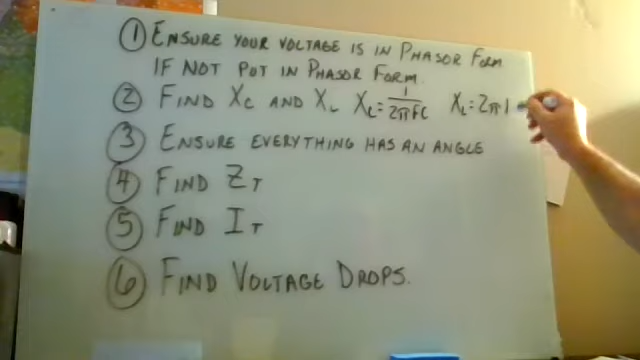 ① ENSURE YOUR VOLTAGE IS IN PHASOR FORM
IF NOT PUT IN PHASOR FORM.
② FIND Xc AND XL XC = 1/2πFC XL = 2π
③ ENSURE EVERYTHING HAS AN ANGLE
④ FIND ZT
⑤ FIND IT
⑥ FIND VOLTAGE DROPS.